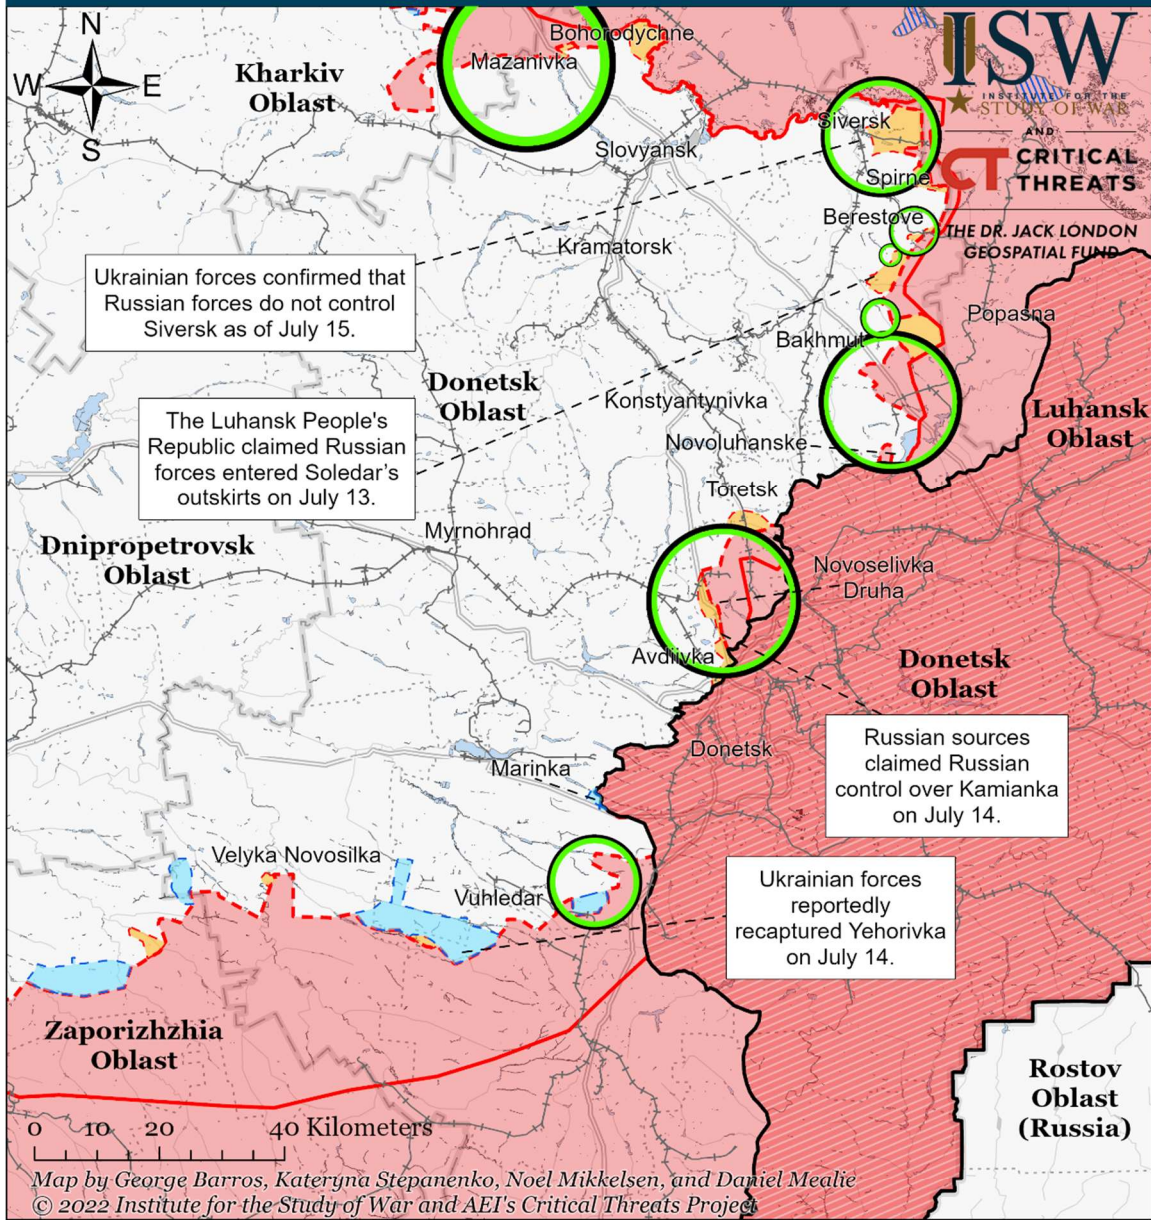 N
W
E
S
Kharkiv
Oblast
Bohorodychne
Mazanivka
ISW
INSTITUTE FOR THE
STUDY OF WAR
AND
CT CRITICAL
THREATS
THE DR. JACK LONDON
GEOSPATIAL FUND
Siversk
Slovyansk
Spirne
Berestove
Kramatorsk
Ukrainian forces confirmed that
Russian forces do not control
Siversk as of July 15.
Popasna
Bakhmut
Donetsk
Oblast
Konstyantynivka
Luhansk
Oblast
The Luhansk People's
Republic claimed Russian
forces entered Soledar’s
outskirts on July 13.
Novoluhanske
Toretsk
Myrnohrad
Dnipropetrovsk
Oblast
Novoselivka
Druha
Avdiivka
Donetsk
Oblast
Russian sources
claimed Russian
control over Kamianka
on July 14.
Donetsk
Marinka
Velyka Novosilka
Vuhledar
Ukrainian forces
reportedly
recaptured Yehorivka
on July 14.
Zaporizhzhia
Oblast
Rostov
Oblast
(Russia)
0 10 20 40 Kilometers
Map by George Barros, Kateryna Stepanenko, Noel Mikkelsen, and Daniel Mealie
© 2022 Institute for the Study of War and AEI's Critical Threats Project